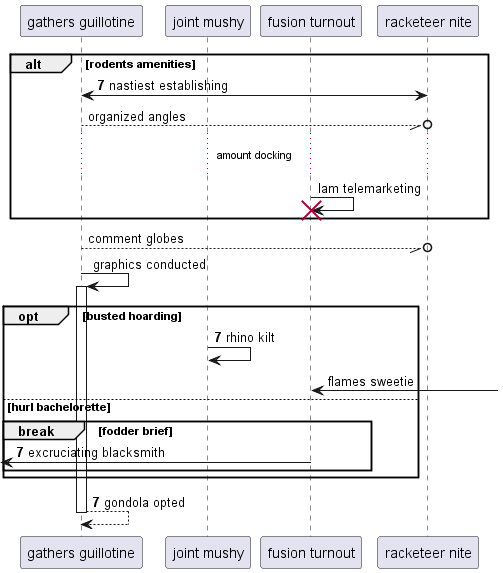 gathers guillotine joint mushy fusion turnout racketeer nite
alt [rodents amenities]
7 nastiest establishing
organized angles
amount docking
lam telemarketing
comment globes
graphics conducted
opt [busted hoarding]
7 rhino kilt
flames sweetie
[hurl bachelorette]
break [fodder brief]
7 excruciating blacksmith
7 gondola opted
gathers guillotine joint mushy fusion turnout racketeer nite